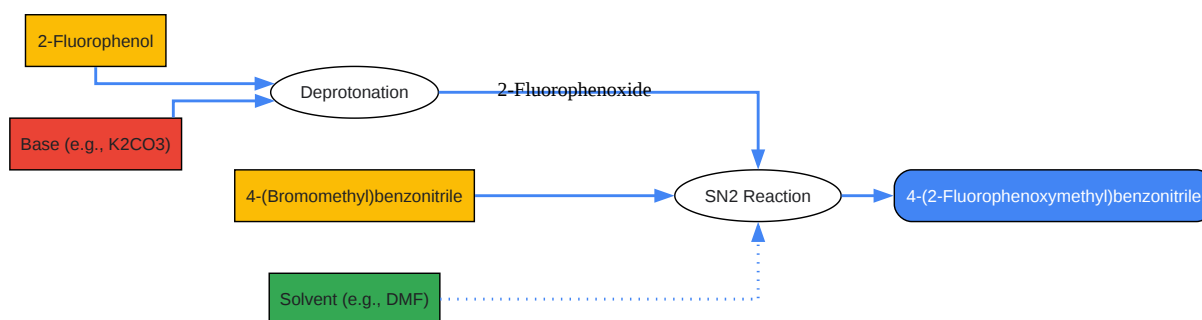 2-Fluorophenol
Deprotonation
2-Fluorophenoxide
Base (e.g., K2CO3)
4-(Bromomethyl)benzonitrile
SN2 Reaction
4-(2-Fluorophenoxymethyl)benzonitrile
Solvent (e.g., DMF)